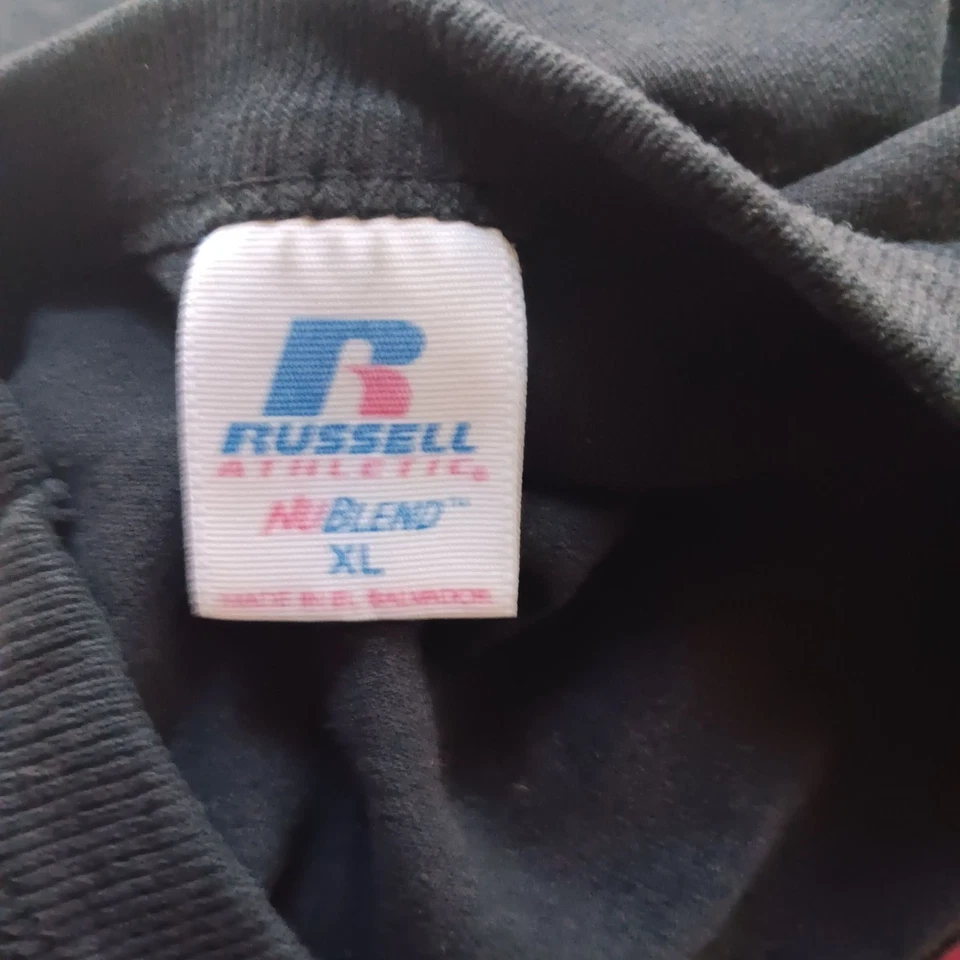 R
RUSSELL
ATHLETIC®
NUBLEND™
XL
MADE IN EL SALVADOR